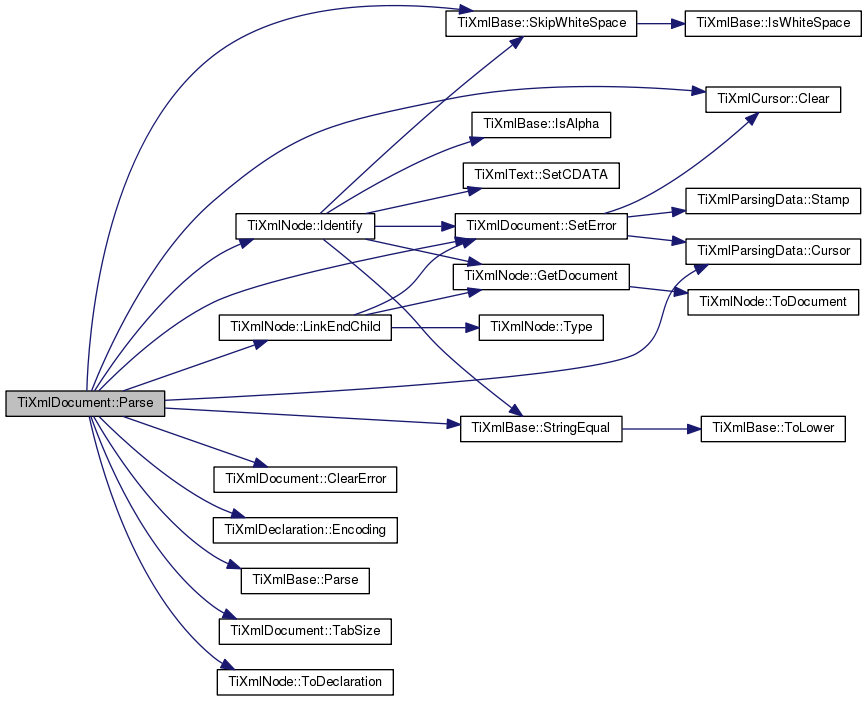 TiXmlBase::SkipWhiteSpace
TiXmlBase::IsWhiteSpace
TiXmlCursor::Clear
TiXmlBase::IsAlpha
TiXmlText::SetCDATA
TiXmlParsingData::Stamp
TiXmlNode::Identify
TiXmlDocument::SetError
TiXmlParsingData::Cursor
TiXmlNode::GetDocument
TiXmlNode::ToDocument
TiXmlNode::LinkEndChild
TiXmlNode::Type
TiXmlDocument::Parse
TiXmlBase::StringEqual
TiXmlBase::ToLower
TiXmlDocument::ClearError
TiXmlDeclaration::Encoding
TiXmlBase::Parse
TiXmlDocument::TabSize
TiXmlNode::ToDeclaration